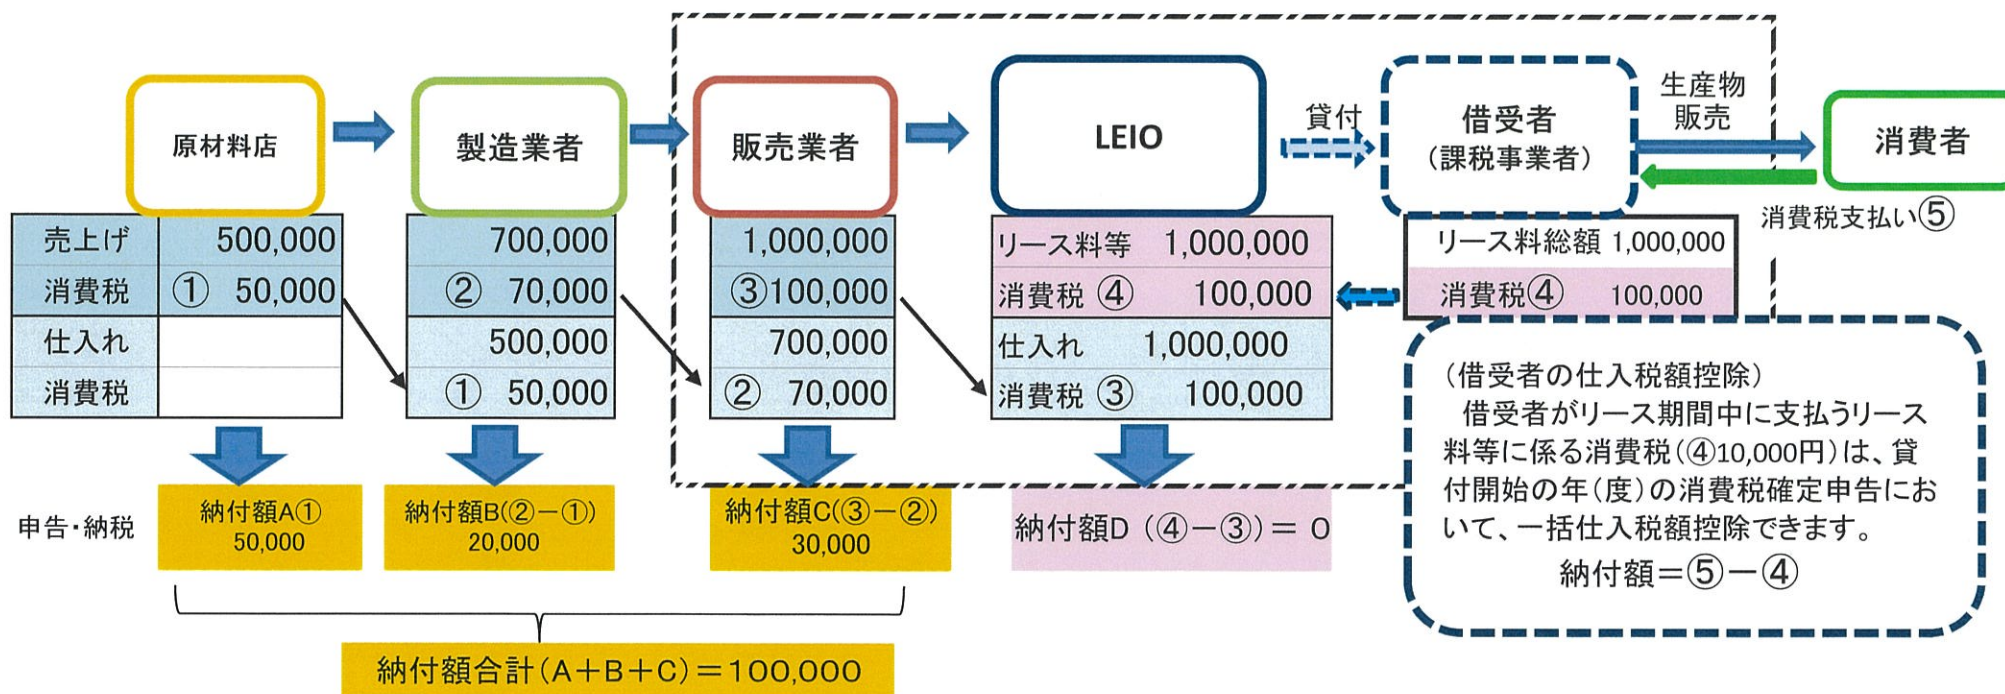 原材料店
製造業者
販売業者
LEIO
貸付
借受者
(課税事業者)
生産物
販売
消費者
消費税支払い⑤
売上げ 500,000
消費税 ① 50,000
仕入れ
消費税
700,000
② 70,000
500,000
① 50,000
1,000,000
③100,000
700,000
② 70,000
リース料等 1,000,000
消費税 ④ 100,000
仕入れ 1,000,000
消費税 ③ 100,000
リース料総額 1,000,000
消費税④ 100,000
(借受者の仕入税額控除)
借受者がリース期間中に支払うリース
料等に係る消費税(④10,000円)は、貸
付開始の年(度)の消費税確定申告にお
いて、一括仕入税額控除できます。
納付額=⑤-④
申告・納税
納付額A①
50,000
納付額B(②-①)
20,000
納付額C(③-②)
30,000
納付額D (④-③)= 0
納付額合計(A+B+C)=100,000